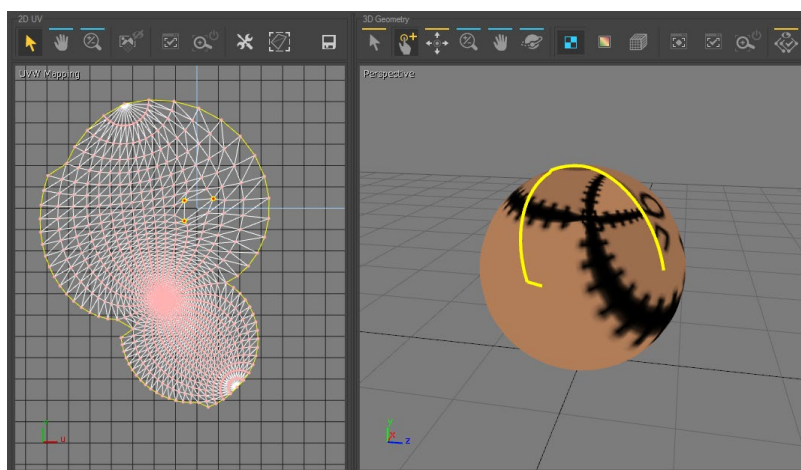 2D UV
3D Geometry
UVW Mapping
Perspective
U
Y
X
Z